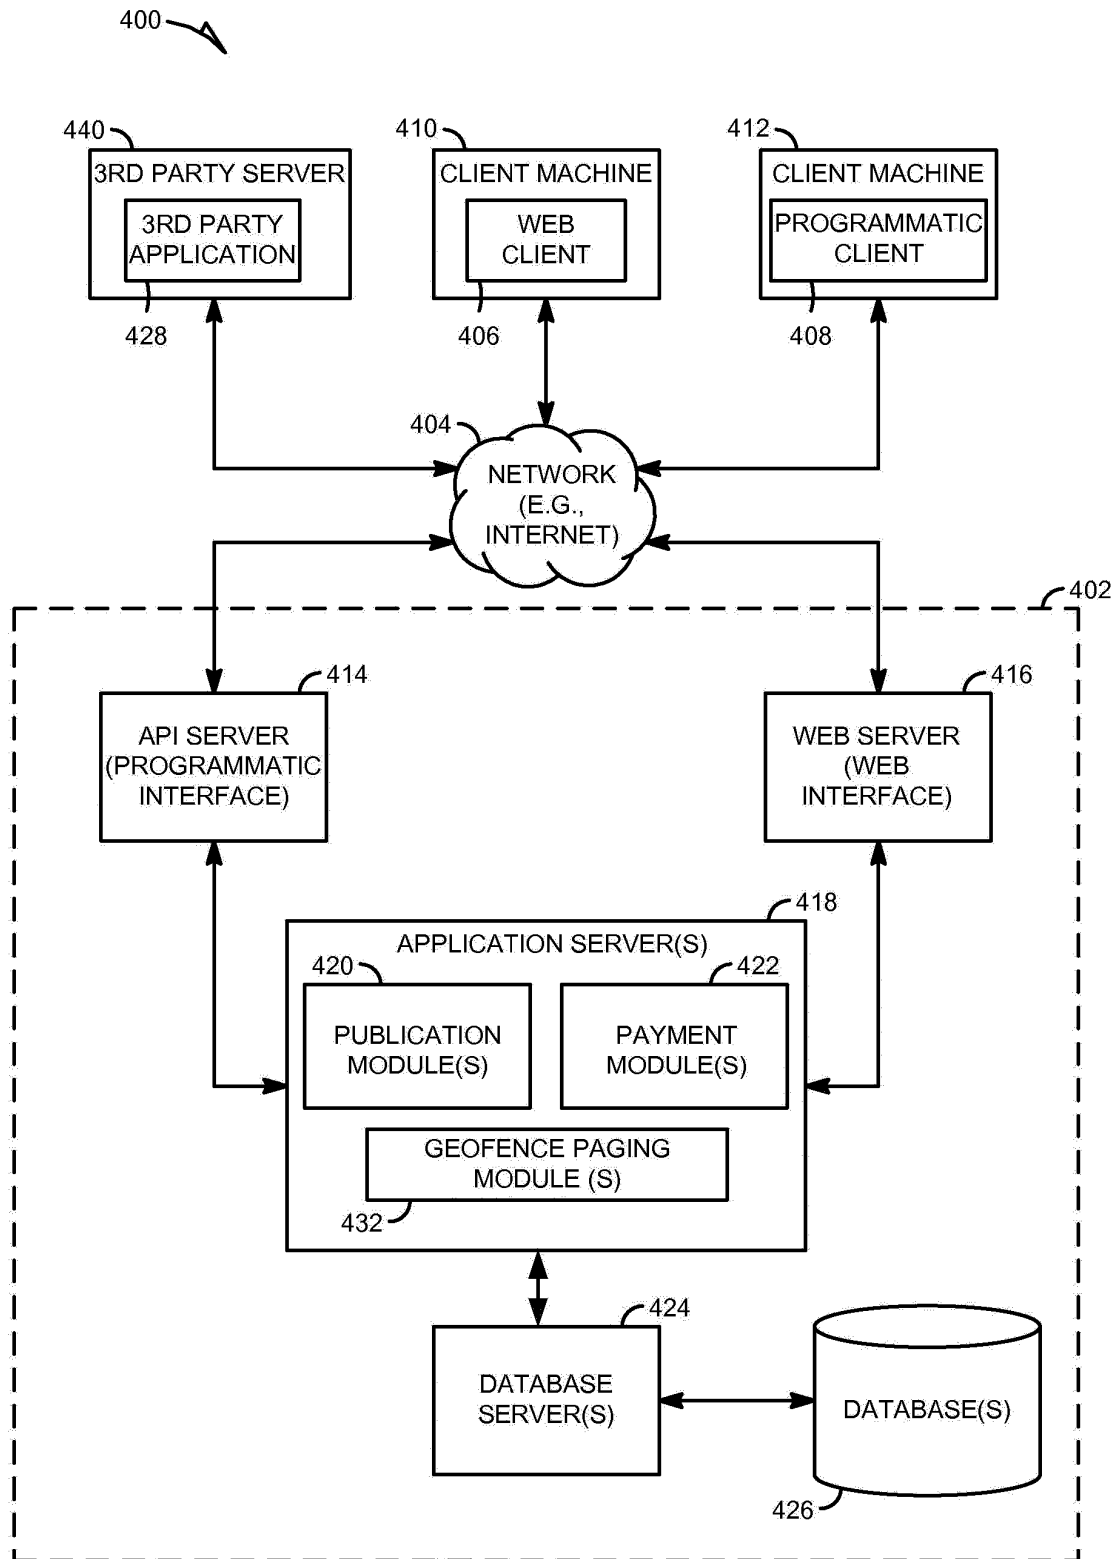 400
440
410
412
3RD PARTY SERVER
CLIENT MACHINE
CLIENT MACHINE
3RD PARTY
APPLICATION
WEB
CLIENT
PROGRAMMATIC
CLIENT
428
406
408
404
NETWORK
(E.G.,
INTERNET)
402
414
416
API SERVER
(PROGRAMMATIC
INTERFACE)
WEB SERVER
(WEB
INTERFACE)
418
APPLICATION SERVER(S)
420
422
PUBLICATION
MODULE(S)
PAYMENT
MODULE(S)
GEOFENCE PAGING
MODULE (S)
432
424
DATABASE
SERVER(S)
DATABASE(S)
426